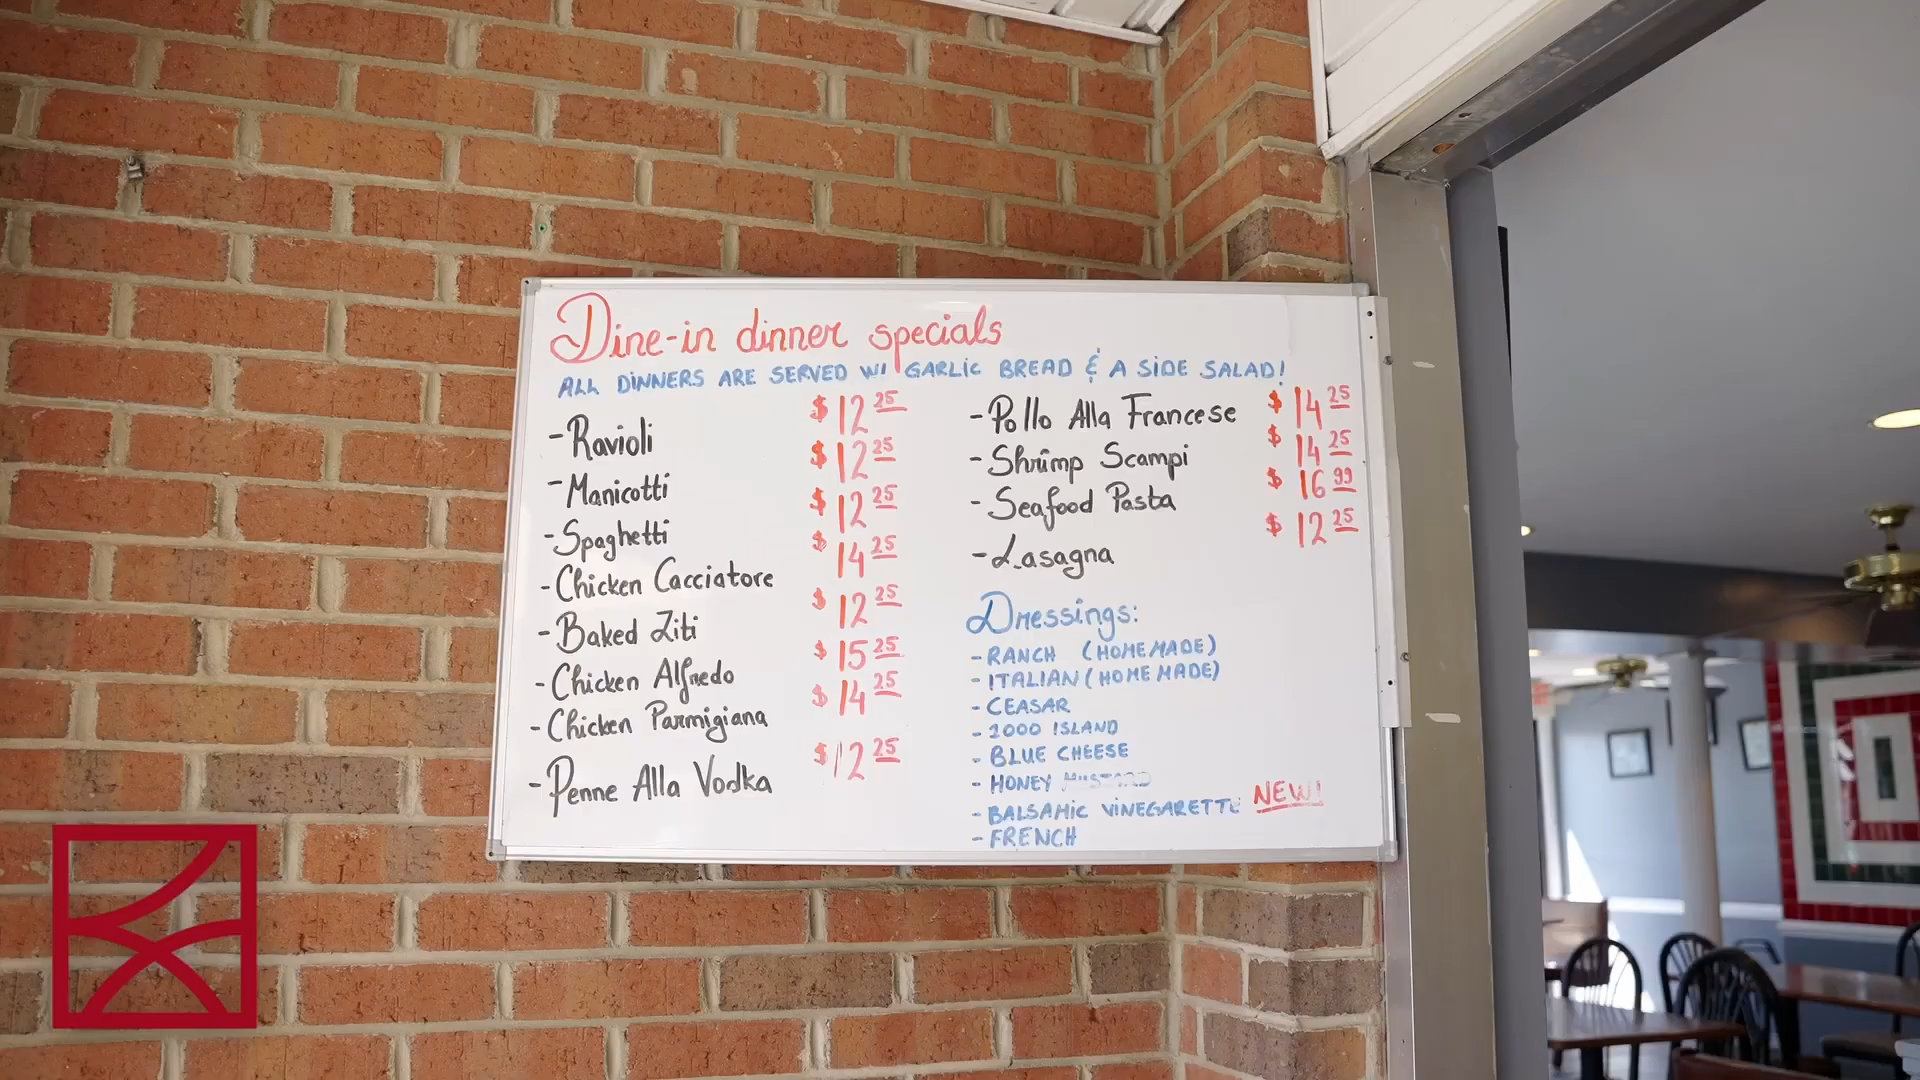 Dine-in dinner specials
ALL DINNERS ARE SERVED W/ GARLIC BREAD & A SIDE SALAD!
-Ravioli $12 25
-Manicotti $12 25
-Spaghetti $12 25
-Chicken Cacciatore $14 25
-Baked Ziti $12 25
-Chicken Alfredo $15 25
-Chicken Parmigiana $14 25
-Penne Alla Vodka $12 25
-Pollo Alla Francese $14 25
-Shrimp Scampi $14 25
-Seafood Pasta $16 99
-Lasagna $12 25
Dressings:
-RANCH (HOMEMADE)
-ITALIAN (HOMEMADE)
-CEASAR
-2000 ISLAND
-BLUE CHEESE
-HONEY MUSTARD
-BALSAMIC VINEGARETTE NEW!
-FRENCH